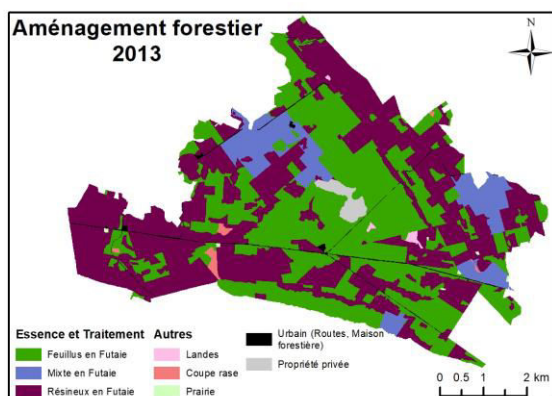 Aménagement forestier
2013
N
Essence et Traitement
Feuillus en Futaie
Mixte en Futaie
Résineux en Futaie
Autres
Landes
Coupe rase
Prairie
Urbain (Routes, Maison
forestière)
Propriété privée
0 0.5 1 2 km